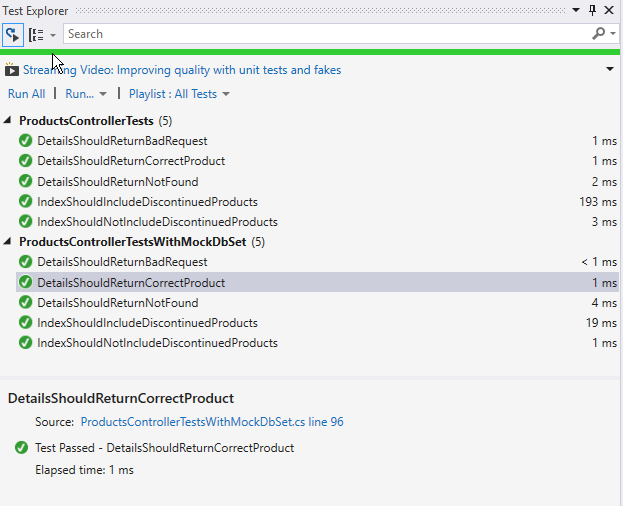 Test Explorer
Search
Streaming Video: Improving quality with unit tests and fakes
Run All | Run... | Playlist : All Tests
ProductsControllerTests (5)
DetailsShouldReturnBadRequest 1 ms
DetailsShouldReturnCorrectProduct 1 ms
DetailsShouldReturnNotFound 2 ms
IndexShouldIncludeDiscontinuedProducts 193 ms
IndexShouldNotIncludeDiscontinuedProducts 3 ms
ProductsControllerTestsWithMockDbSet (5)
DetailsShouldReturnBadRequest < 1 ms
DetailsShouldReturnCorrectProduct 1 ms
DetailsShouldReturnNotFound 4 ms
IndexShouldIncludeDiscontinuedProducts 19 ms
IndexShouldNotIncludeDiscontinuedProducts 1 ms
DetailsShouldReturnCorrectProduct
Source: ProductsControllerTestsWithMockDbSet.cs line 96
Test Passed - DetailsShouldReturnCorrectProduct
Elapsed time: 1 ms